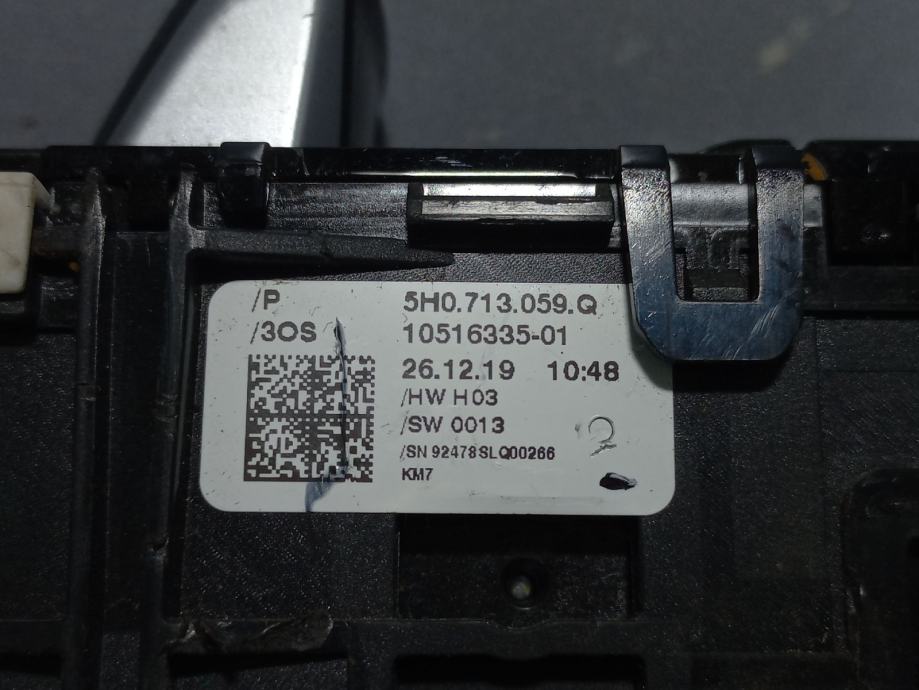 /P 5H0.713.059.Q
/3OS 10516335-01
26.12.19 10:48
/HW H03
/SW 0013
/SN 92478SLQ00266
KM7